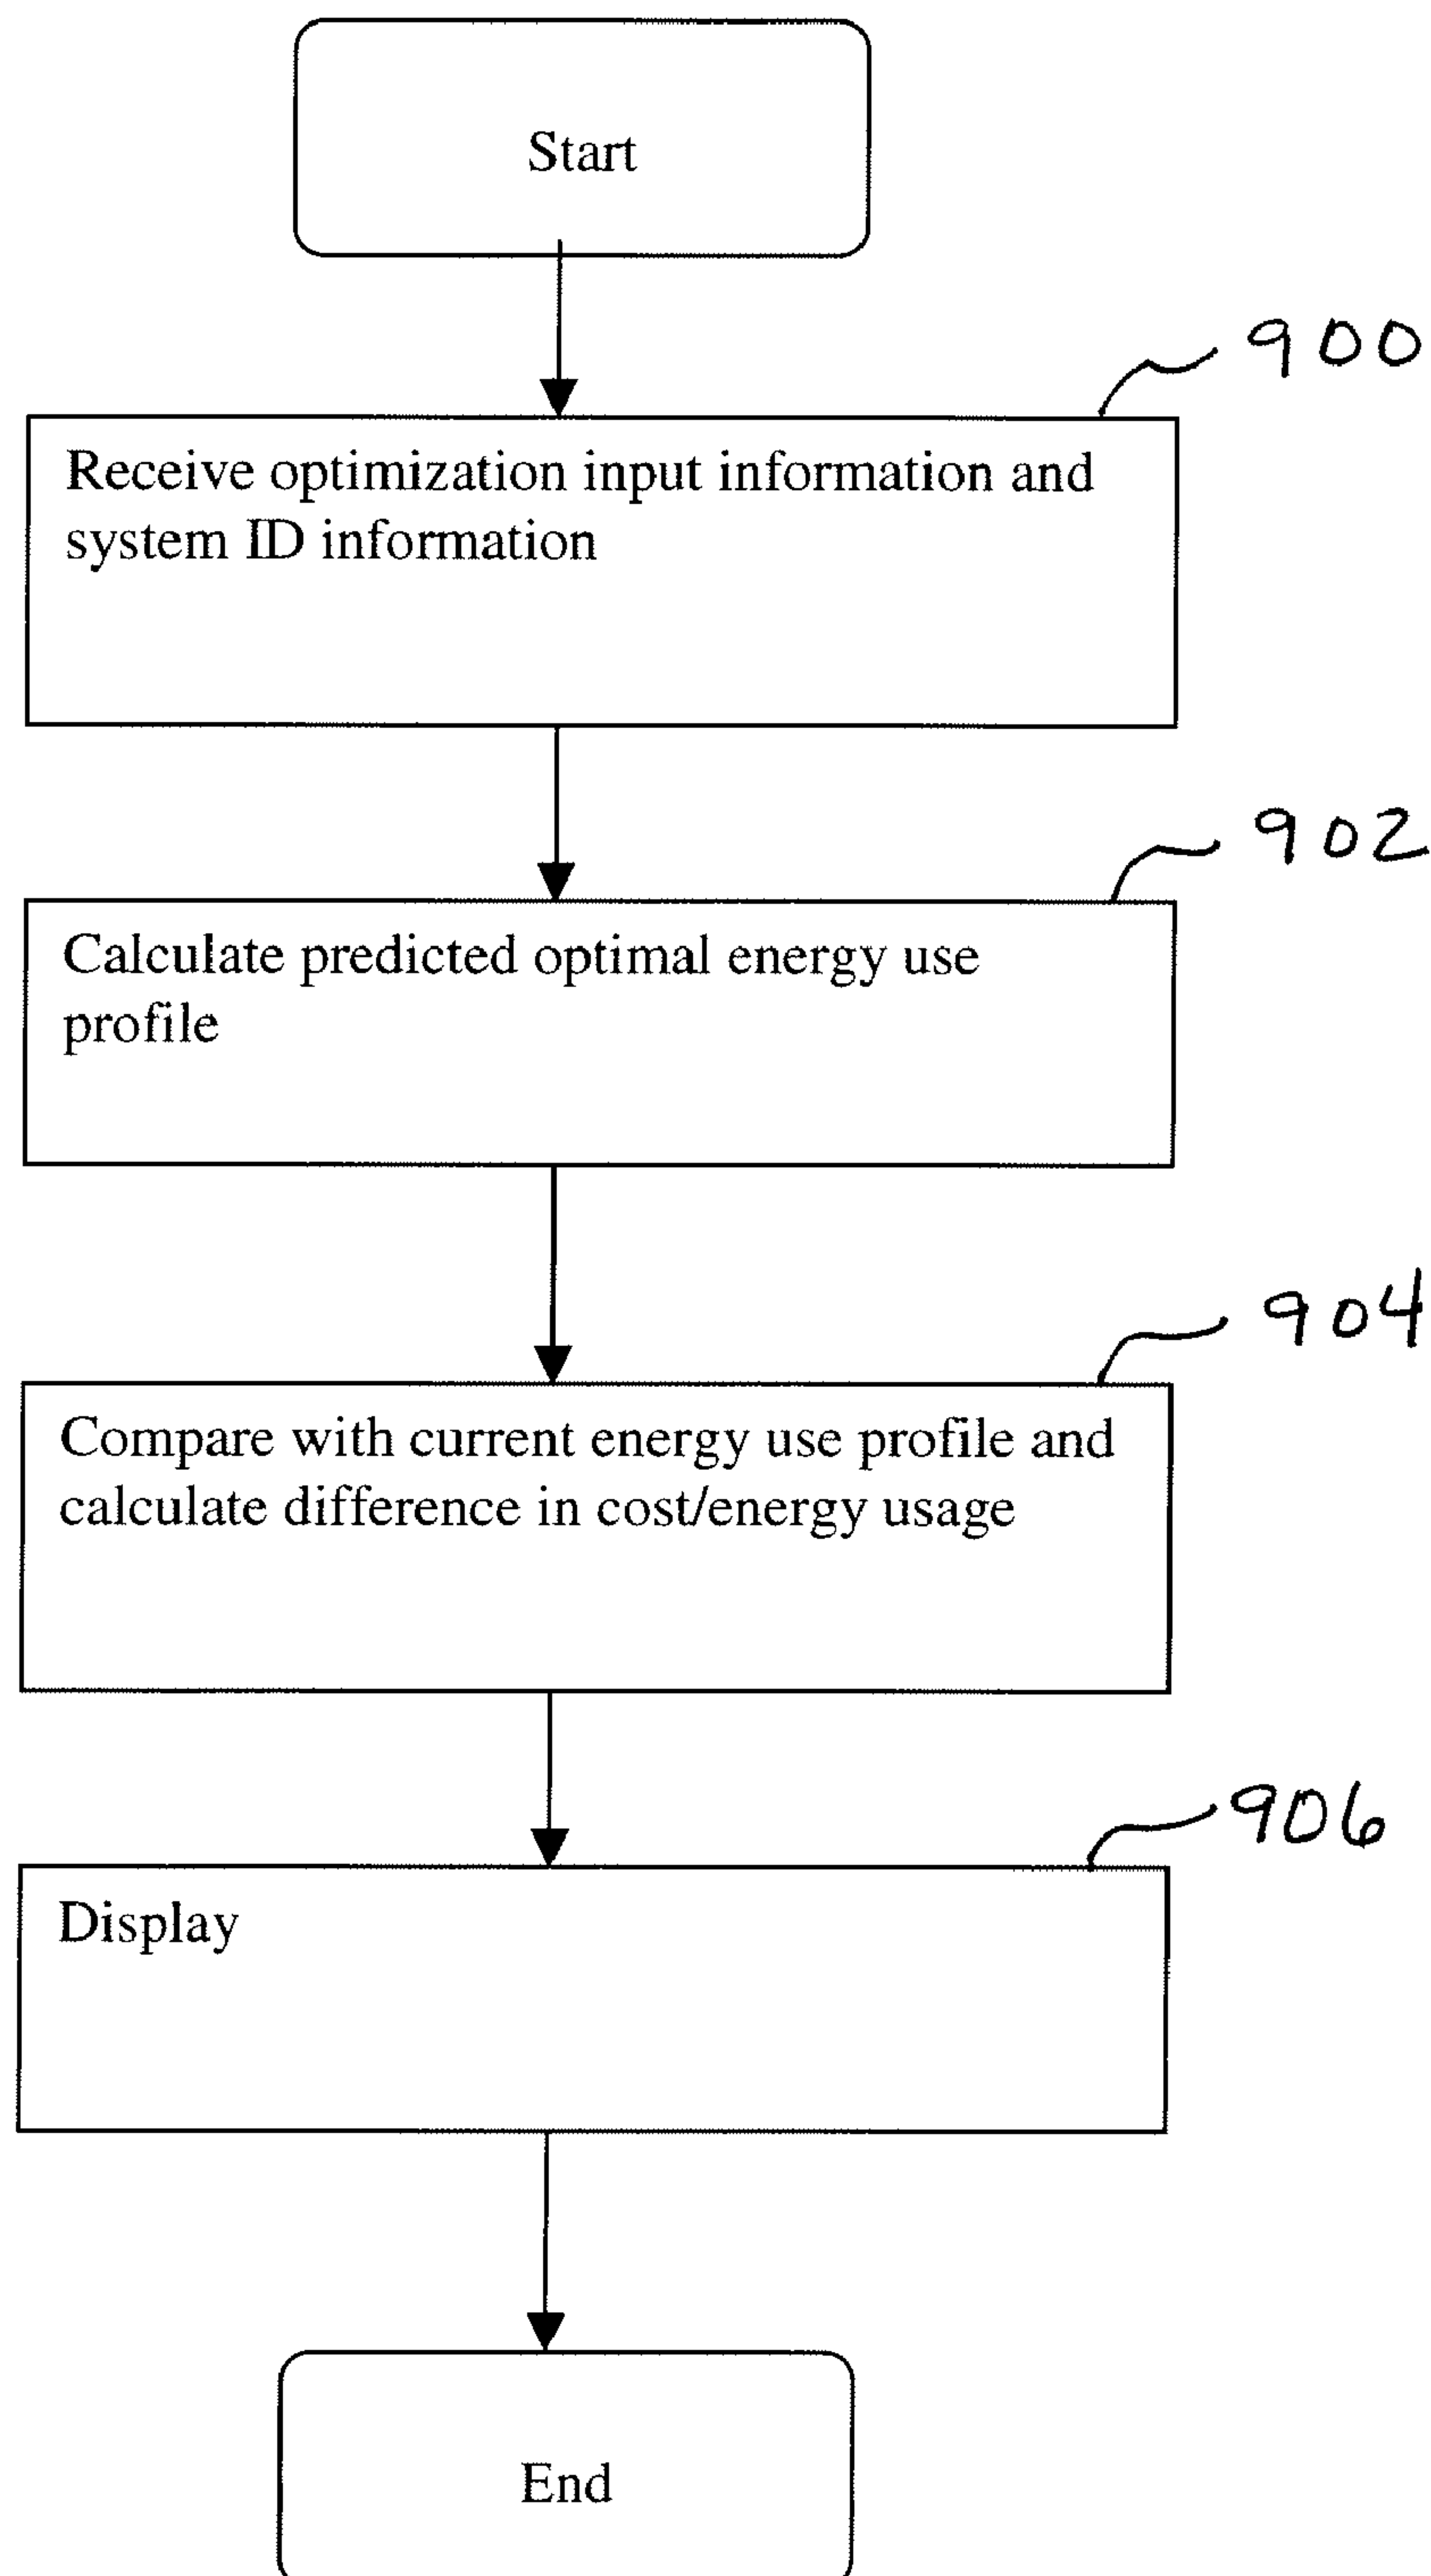 Start
900
Receive optimization input information and
system ID information
902
Calculate predicted optimal energy use
profile
904
Compare with current energy use profile and
calculate difference in cost/energy usage
906
Display
End